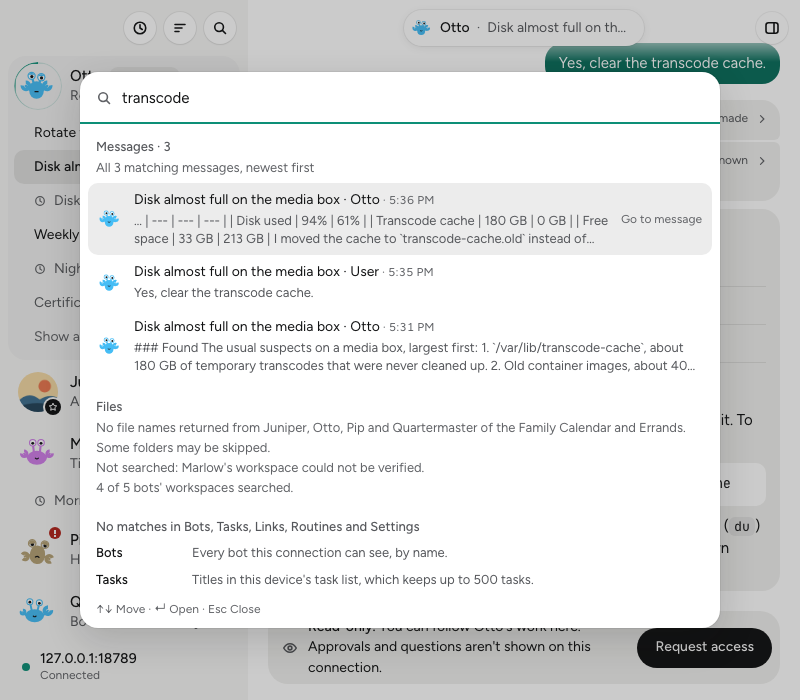 Otto · Disk almost full on th...
Yes, clear the transcode cache.
transcode
Messages · 3
All 3 matching messages, newest first
Disk almost full on the media box · Otto · 5:36 PM
... | --- | --- | --- | | Disk used | 94% | 61% | | Transcode cache | 180 GB | 0 GB | | Free
space | 33 GB | 213 GB | I moved the cache to `transcode-cache.old` instead of...
Go to message
Disk almost full on the media box · User · 5:35 PM
Yes, clear the transcode cache.
Disk almost full on the media box · Otto · 5:31 PM
### Found The usual suspects on a media box, largest first: 1. `/var/lib/transcode-cache`, about
180 GB of temporary transcodes that were never cleaned up. 2. Old container images, about 40...
Files
No file names returned from Juniper, Otto, Pip and Quartermaster of the Family Calendar and Errands.
Some folders may be skipped.
Not searched: Marlow's workspace could not be verified.
4 of 5 bots' workspaces searched.
No matches in Bots, Tasks, Links, Routines and Settings
Bots Every bot this connection can see, by name.
Tasks Titles in this device's task list, which keeps up to 500 tasks.
↑↓ Move · ↵ Open · Esc Close
Rotate
Disk
Weekly
Show
it. To
( du )
Read-only. You can follow Otto's work here.
Approvals and questions aren't shown on this
connection.
Request access
127.0.0.1:18789
Connected